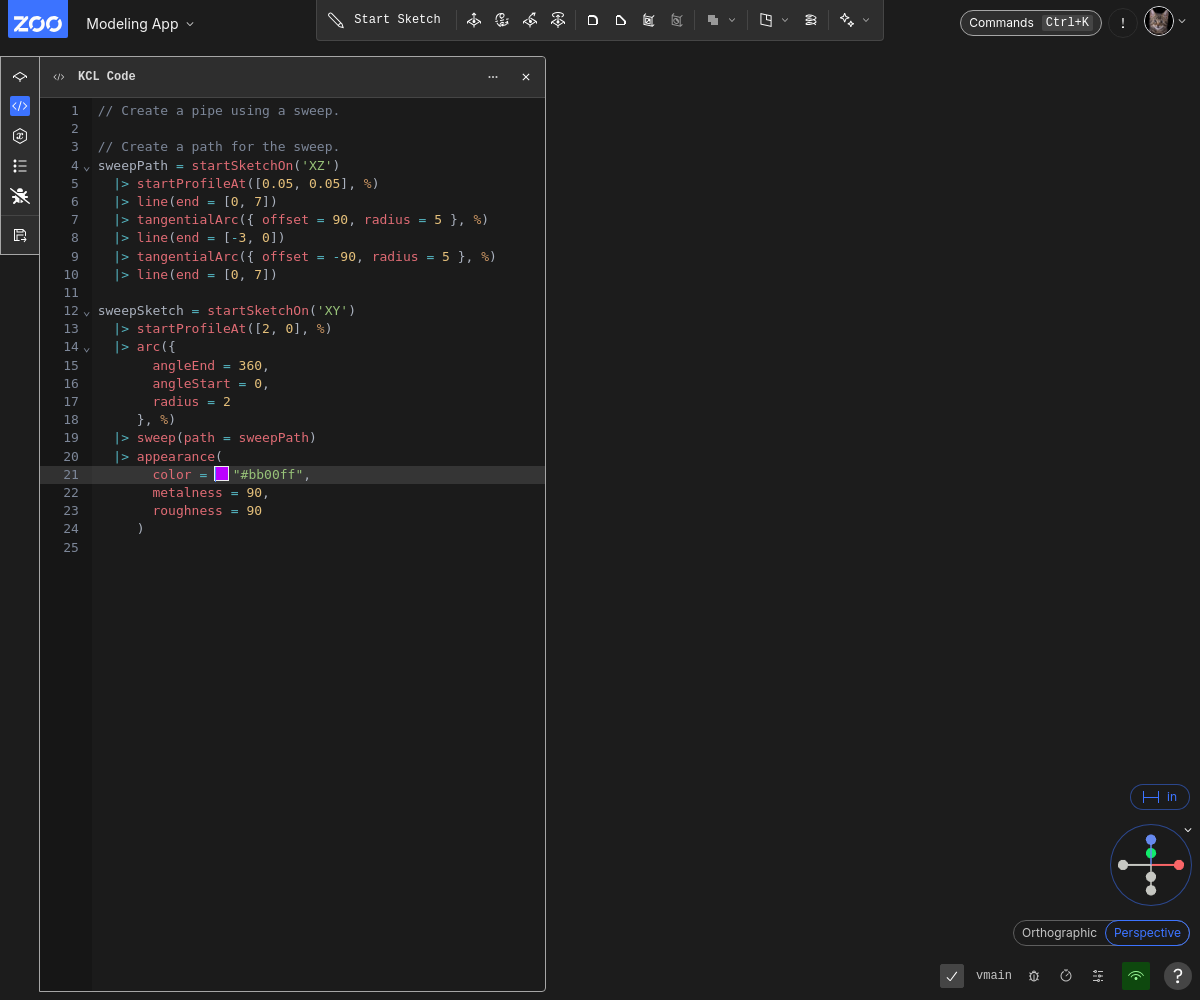 ZOO
Modeling App
Start Sketch
Commands Ctrl+K
!
KCL Code
1 // Create a pipe using a sweep.
2
3 // Create a path for the sweep.
4 sweepPath = startSketchOn('XZ')
5 |> startProfileAt([0.05, 0.05], %)
6 |> line(end = [0, 7])
7 |> tangentialArc({ offset = 90, radius = 5 }, %)
8 |> line(end = [-3, 0])
9 |> tangentialArc({ offset = -90, radius = 5 }, %)
10 |> line(end = [0, 7])
11
12 sweepSketch = startSketchOn('XY')
13 |> startProfileAt([2, 0], %)
14 |> arc({
15 angleEnd = 360,
16 angleStart = 0,
17 radius = 2
18 }, %)
19 |> sweep(path = sweepPath)
20 |> appearance(
21 color = "#bb00ff",
22 metalness = 90,
23 roughness = 90
24 )
25
in
Orthographic Perspective
vmain
?